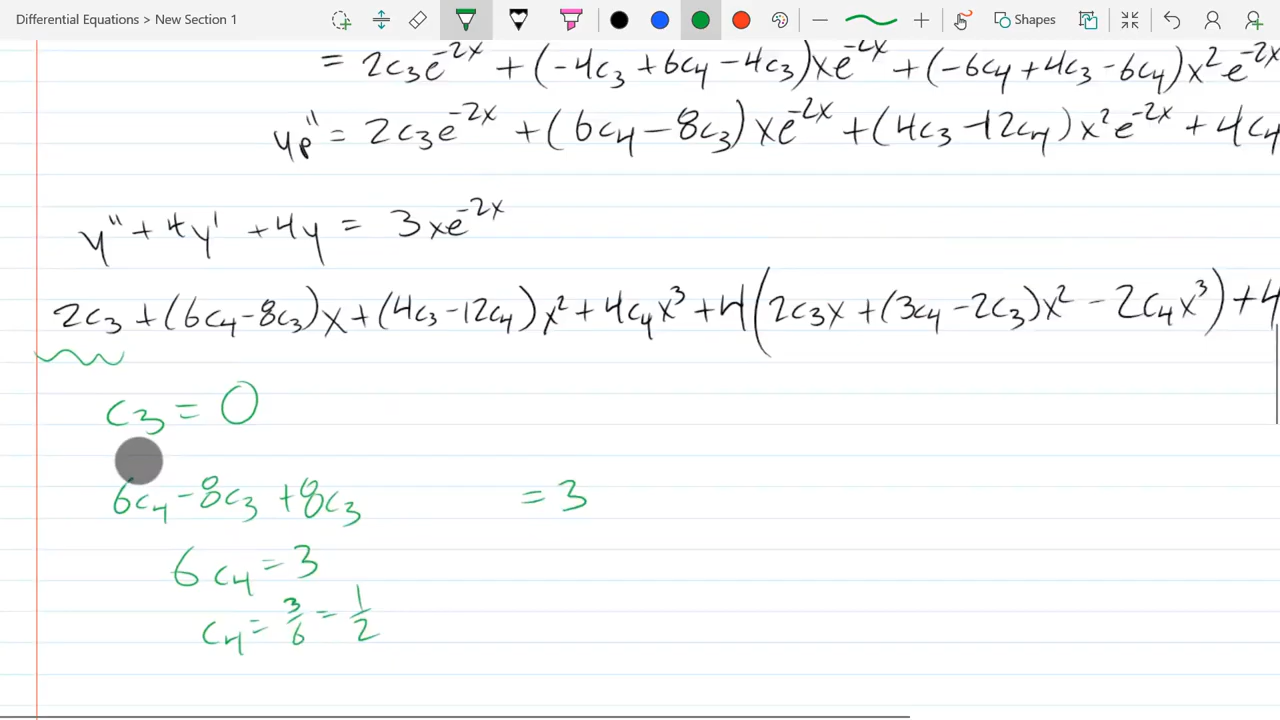 Differential Equations > New Section 1
Shapes
= 2c₃e⁻²ˣ + (-4c₃ + 6c₄ - 4c₃)xe⁻²ˣ + (-6c₄ + 4c₃ - 6c₄)x²e⁻²ˣ
yp" = 2c₃e⁻²ˣ + (6c₄ - 8c₃)xe⁻²ˣ + (4c₃ - 12c₄)x²e⁻²ˣ + 4c₄
y" + 4y' + 4y = 3xe⁻²ˣ
2c₃ + (6c₄ - 8c₃)x + (4c₃ - 12c₄)x² + 4c₄x³ + 4(2c₃x + (3c₄ - 2c₃)x² - 2c₄x³) + 4
c₃ = 0
6c₄ - 8c₃ + 8c₃ = 3
6c₄ = 3
c₄ = 3/6 = 1/2